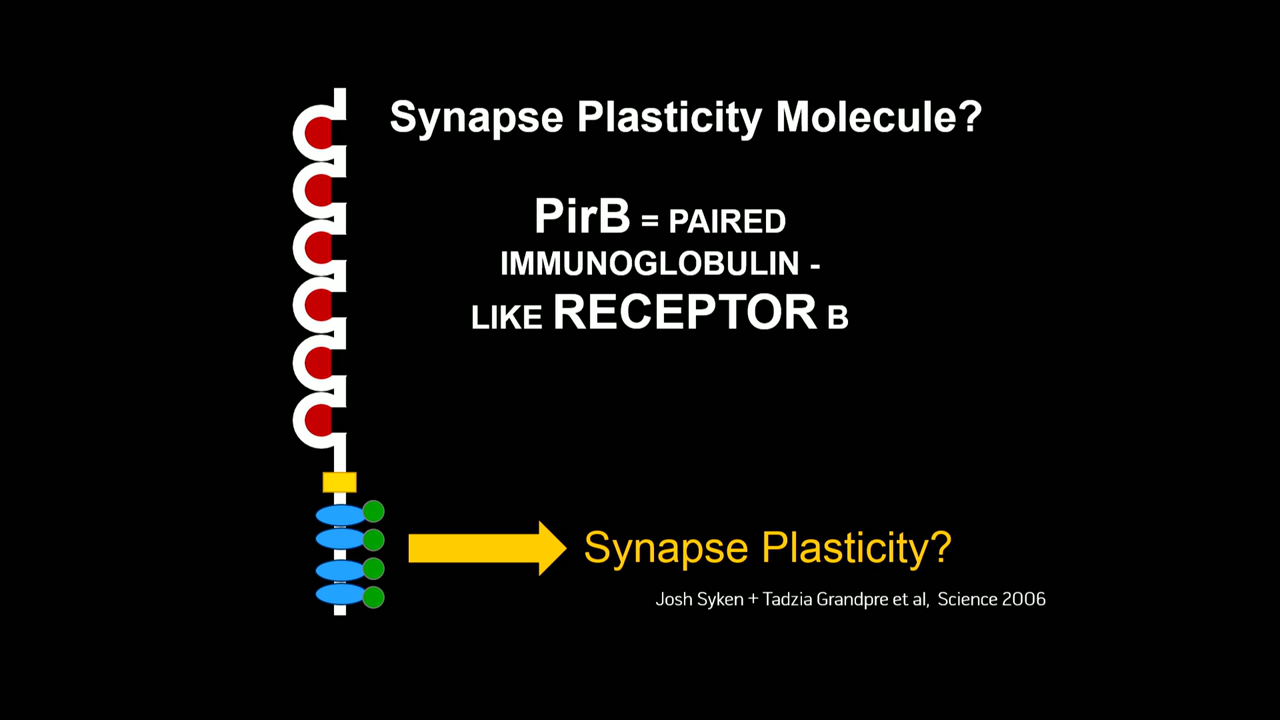 Synapse Plasticity Molecule?
PirB = PAIRED
IMMUNOGLOBULIN -
LIKE RECEPTOR B
Synapse Plasticity?
Josh Syken + Tadzia Grandpre et al, Science 2006